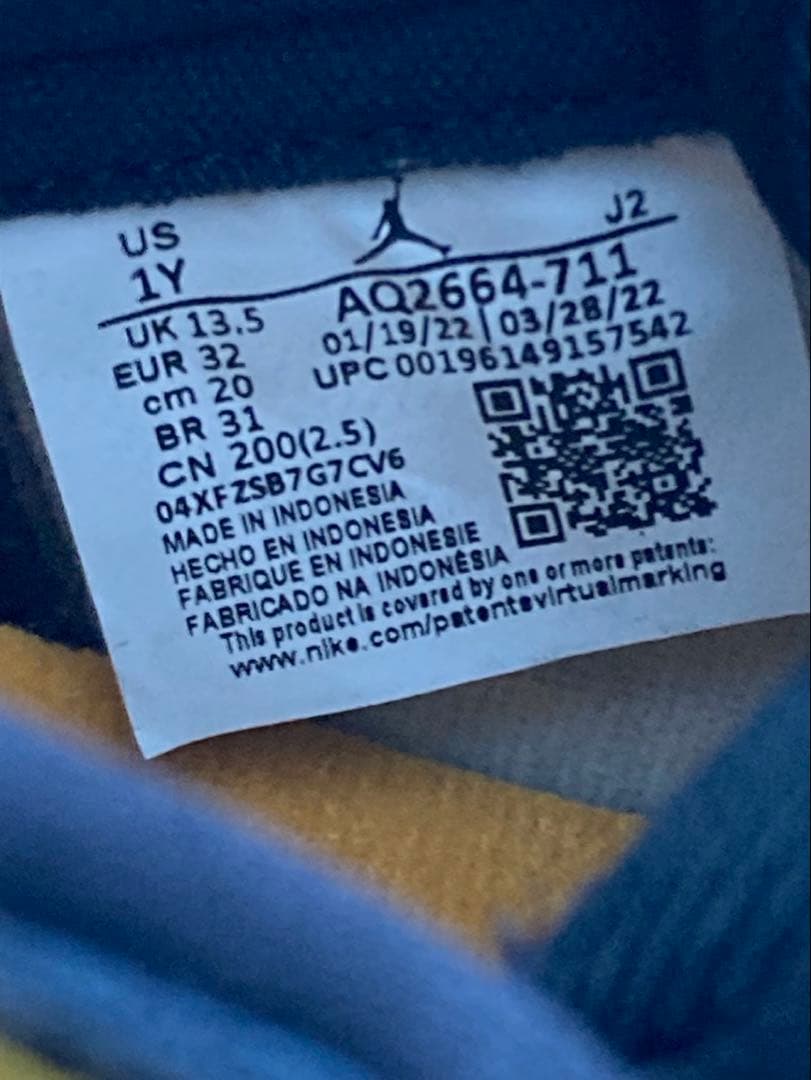 US
J2
1Y
AQ2664-711
UK 13.5
01/19/22 | 03/28/22
EUR 32
UPC 00196149157542
cm 20
BR 31
CN 200(2.5)
04XFZSB7G7CV6
MADE IN INDONESIA
HECHO EN INDONESIA
FABRIQUE EN INDONESIE
FABRICADO NA INDONÉSIA
This product is covered by one or more patents:
www.nike.com/patentsvirtualmarking